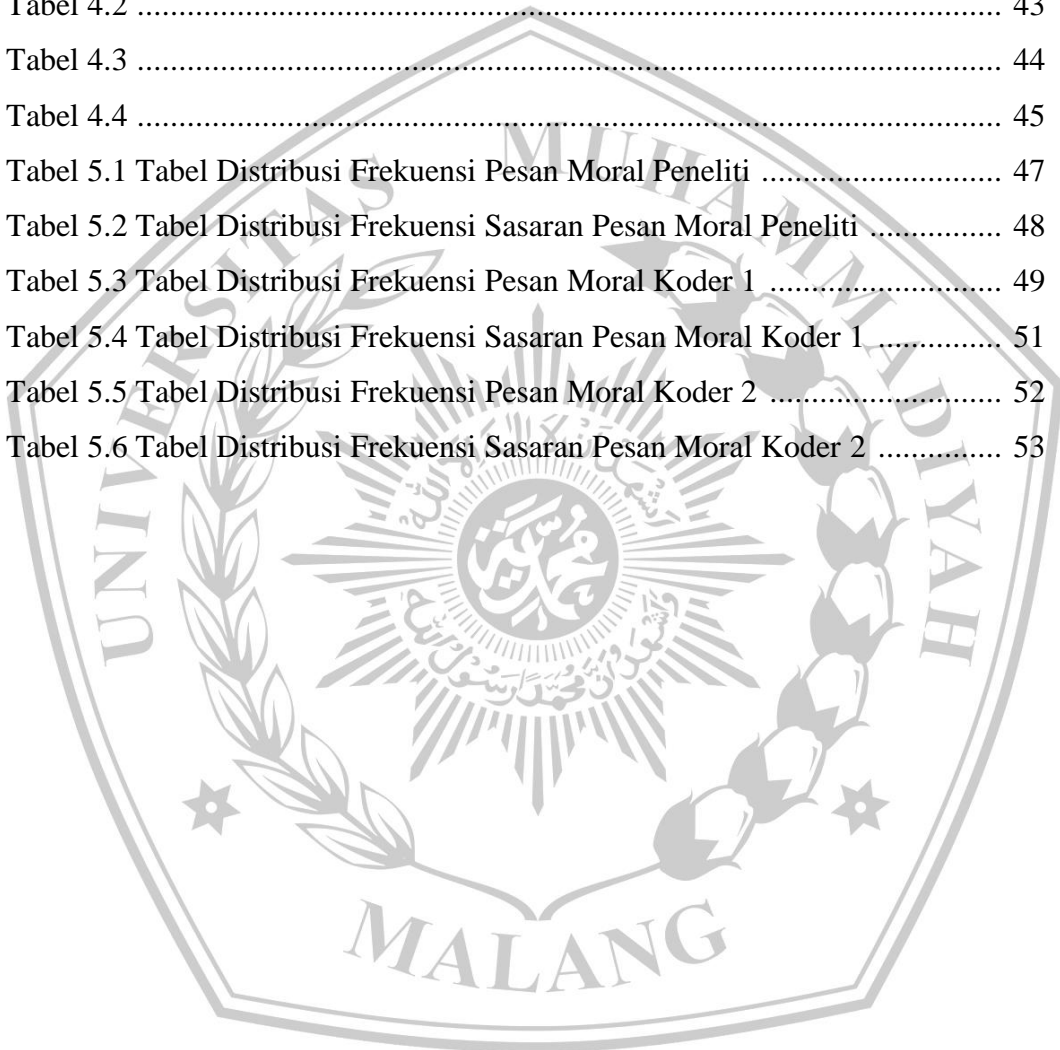 Tabel 4.2 .......................................................................................................... 43
Tabel 4.3 .......................................................................................................... 44
Tabel 4.4 .......................................................................................................... 45
Tabel 5.1 Tabel Distribusi Frekuensi Pesan Moral Peneliti ............................. 47
Tabel 5.2 Tabel Distribusi Frekuensi Sasaran Pesan Moral Peneliti ................ 48
Tabel 5.3 Tabel Distribusi Frekuensi Pesan Moral Koder 1 ............................ 49
Tabel 5.4 Tabel Distribusi Frekuensi Sasaran Pesan Moral Koder 1 ............... 51
Tabel 5.5 Tabel Distribusi Frekuensi Pesan Moral Koder 2 ............................ 52
Tabel 5.6 Tabel Distribusi Frekuensi Sasaran Pesan Moral Koder 2 ............... 53
UNIVERSITAS MUHAMMADIYAH
MALANG